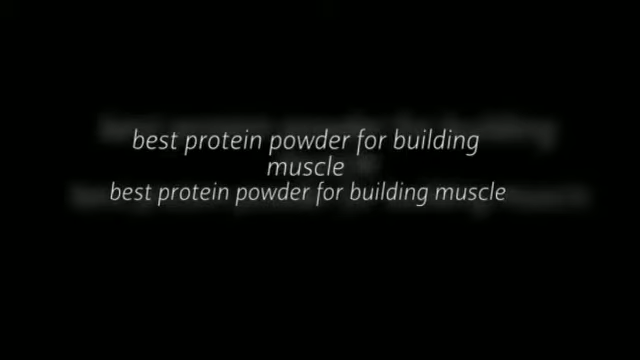 best protein powder for building
muscle
best protein powder for building muscle